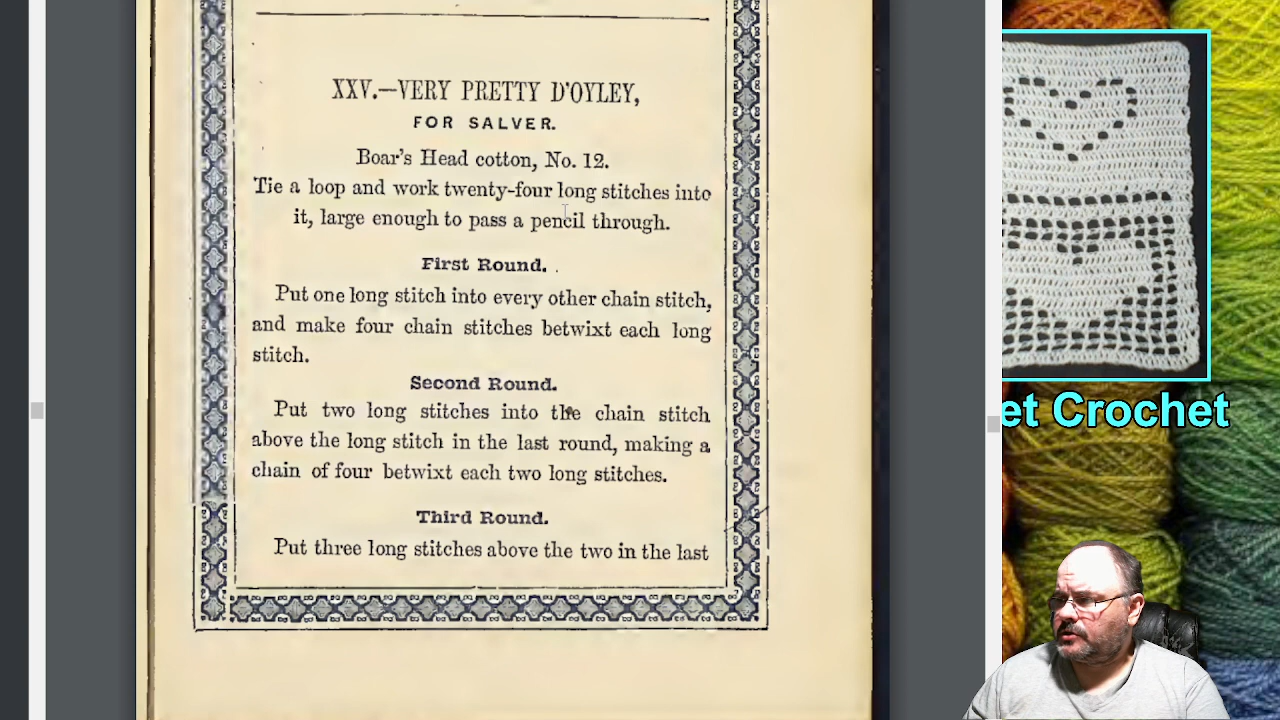 XXV.—VERY PRETTY D'OYLEY,
FOR SALVER.
Boar's Head cotton, No. 12.
Tie a loop and work twenty-four long stitches into
it, large enough to pass a pencil through.
First Round.
Put one long stitch into every other chain stitch,
and make four chain stitches betwixt each long
stitch.
Second Round.
Put two long stitches into the chain stitch
above the long stitch in the last round, making a
chain of four betwixt each two long stitches.
Third Round.
Put three long stitches above the two in the last
et Crochet